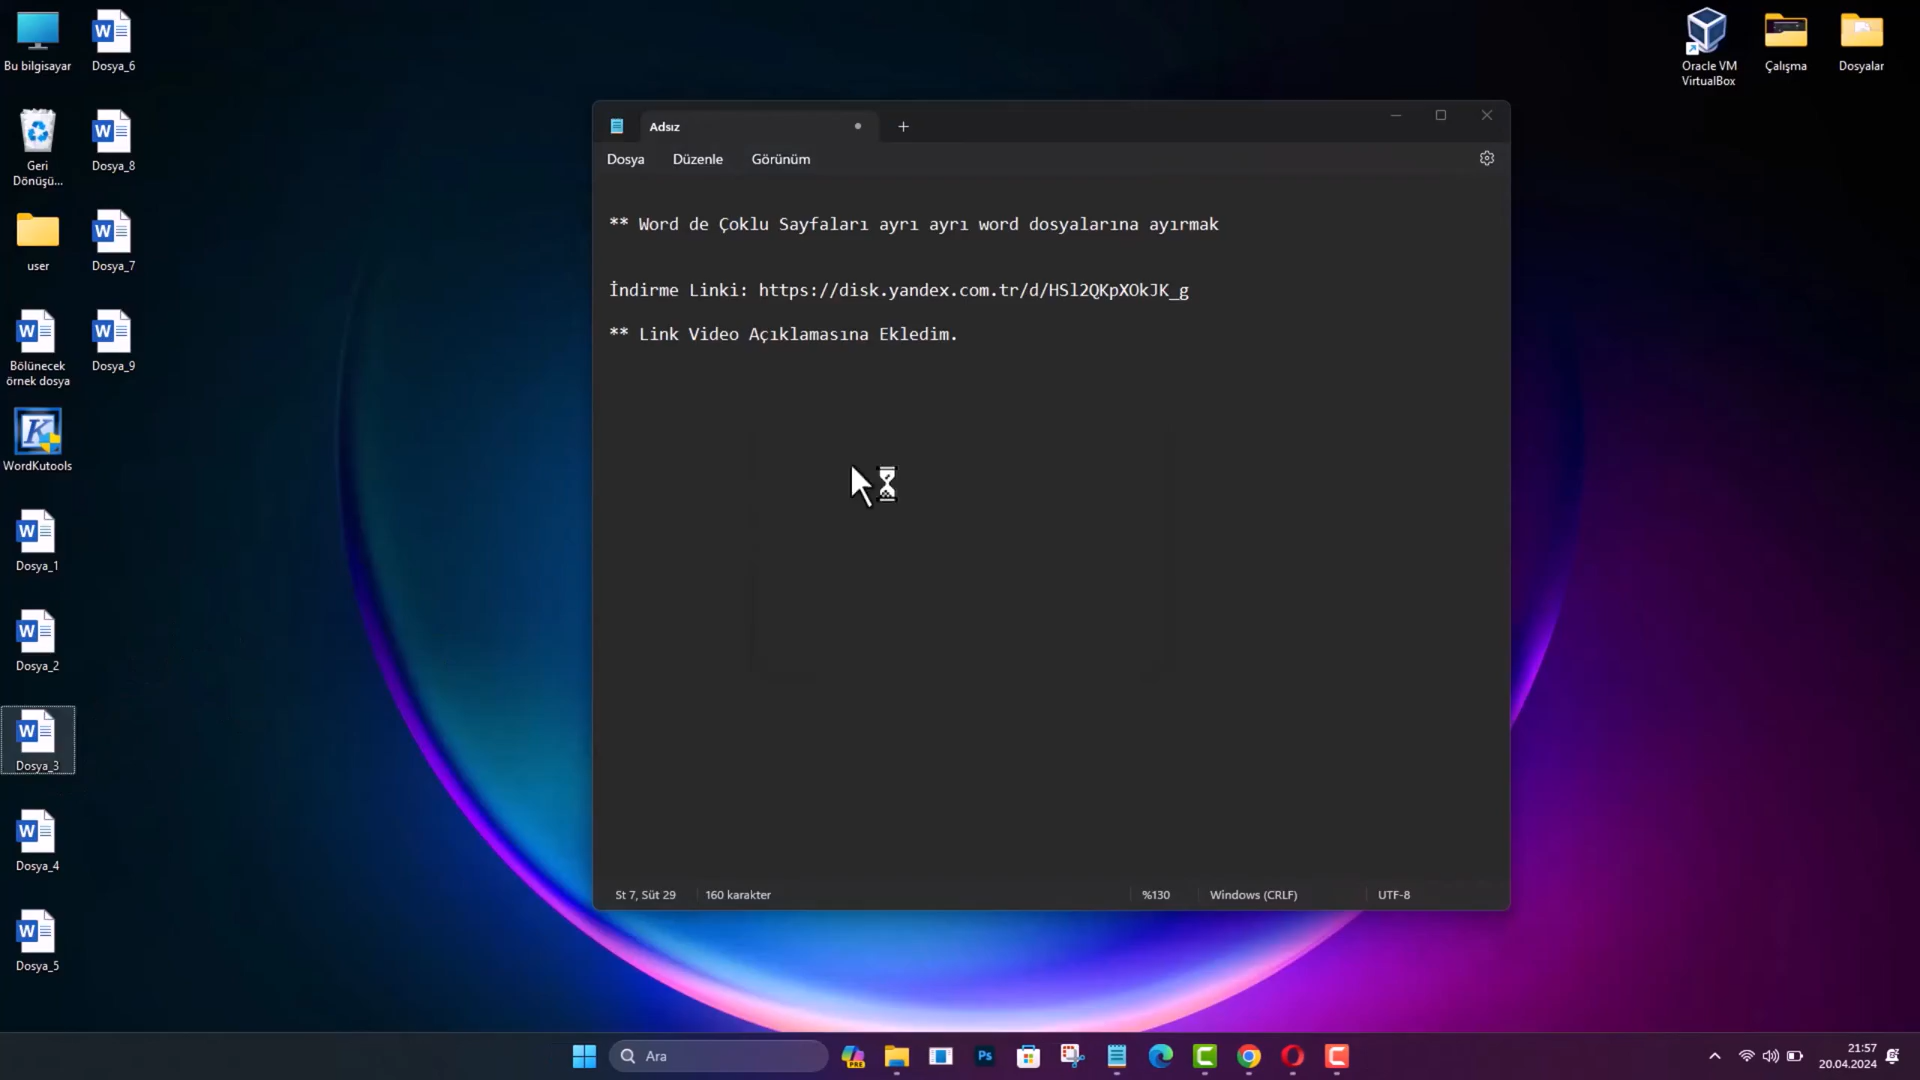 Bu bilgisayar
Dosya_6
Geri
Dönüşü...
Dosya_8
user
Dosya_7
Bölünecek
örnek dosya
Dosya_9
WordKutools
Dosya_1
Dosya_2
Dosya_3
Dosya_4
Dosya_5
Oracle VM
VirtualBox
Çalışma
Dosyalar
Adsız
Dosya Düzenle Görünüm
** Word de Çoklu Sayfaları ayrı ayrı word dosyalarına ayırmak
İndirme Linki: https://disk.yandex.com.tr/d/HSl2QKpXOkJK_g
** Link Video Açıklamasına Ekledim.
St 7, Süt 29 160 karakter %130 Windows (CRLF) UTF-8
Ara
PRE
Ps
21:57
20.04.2024